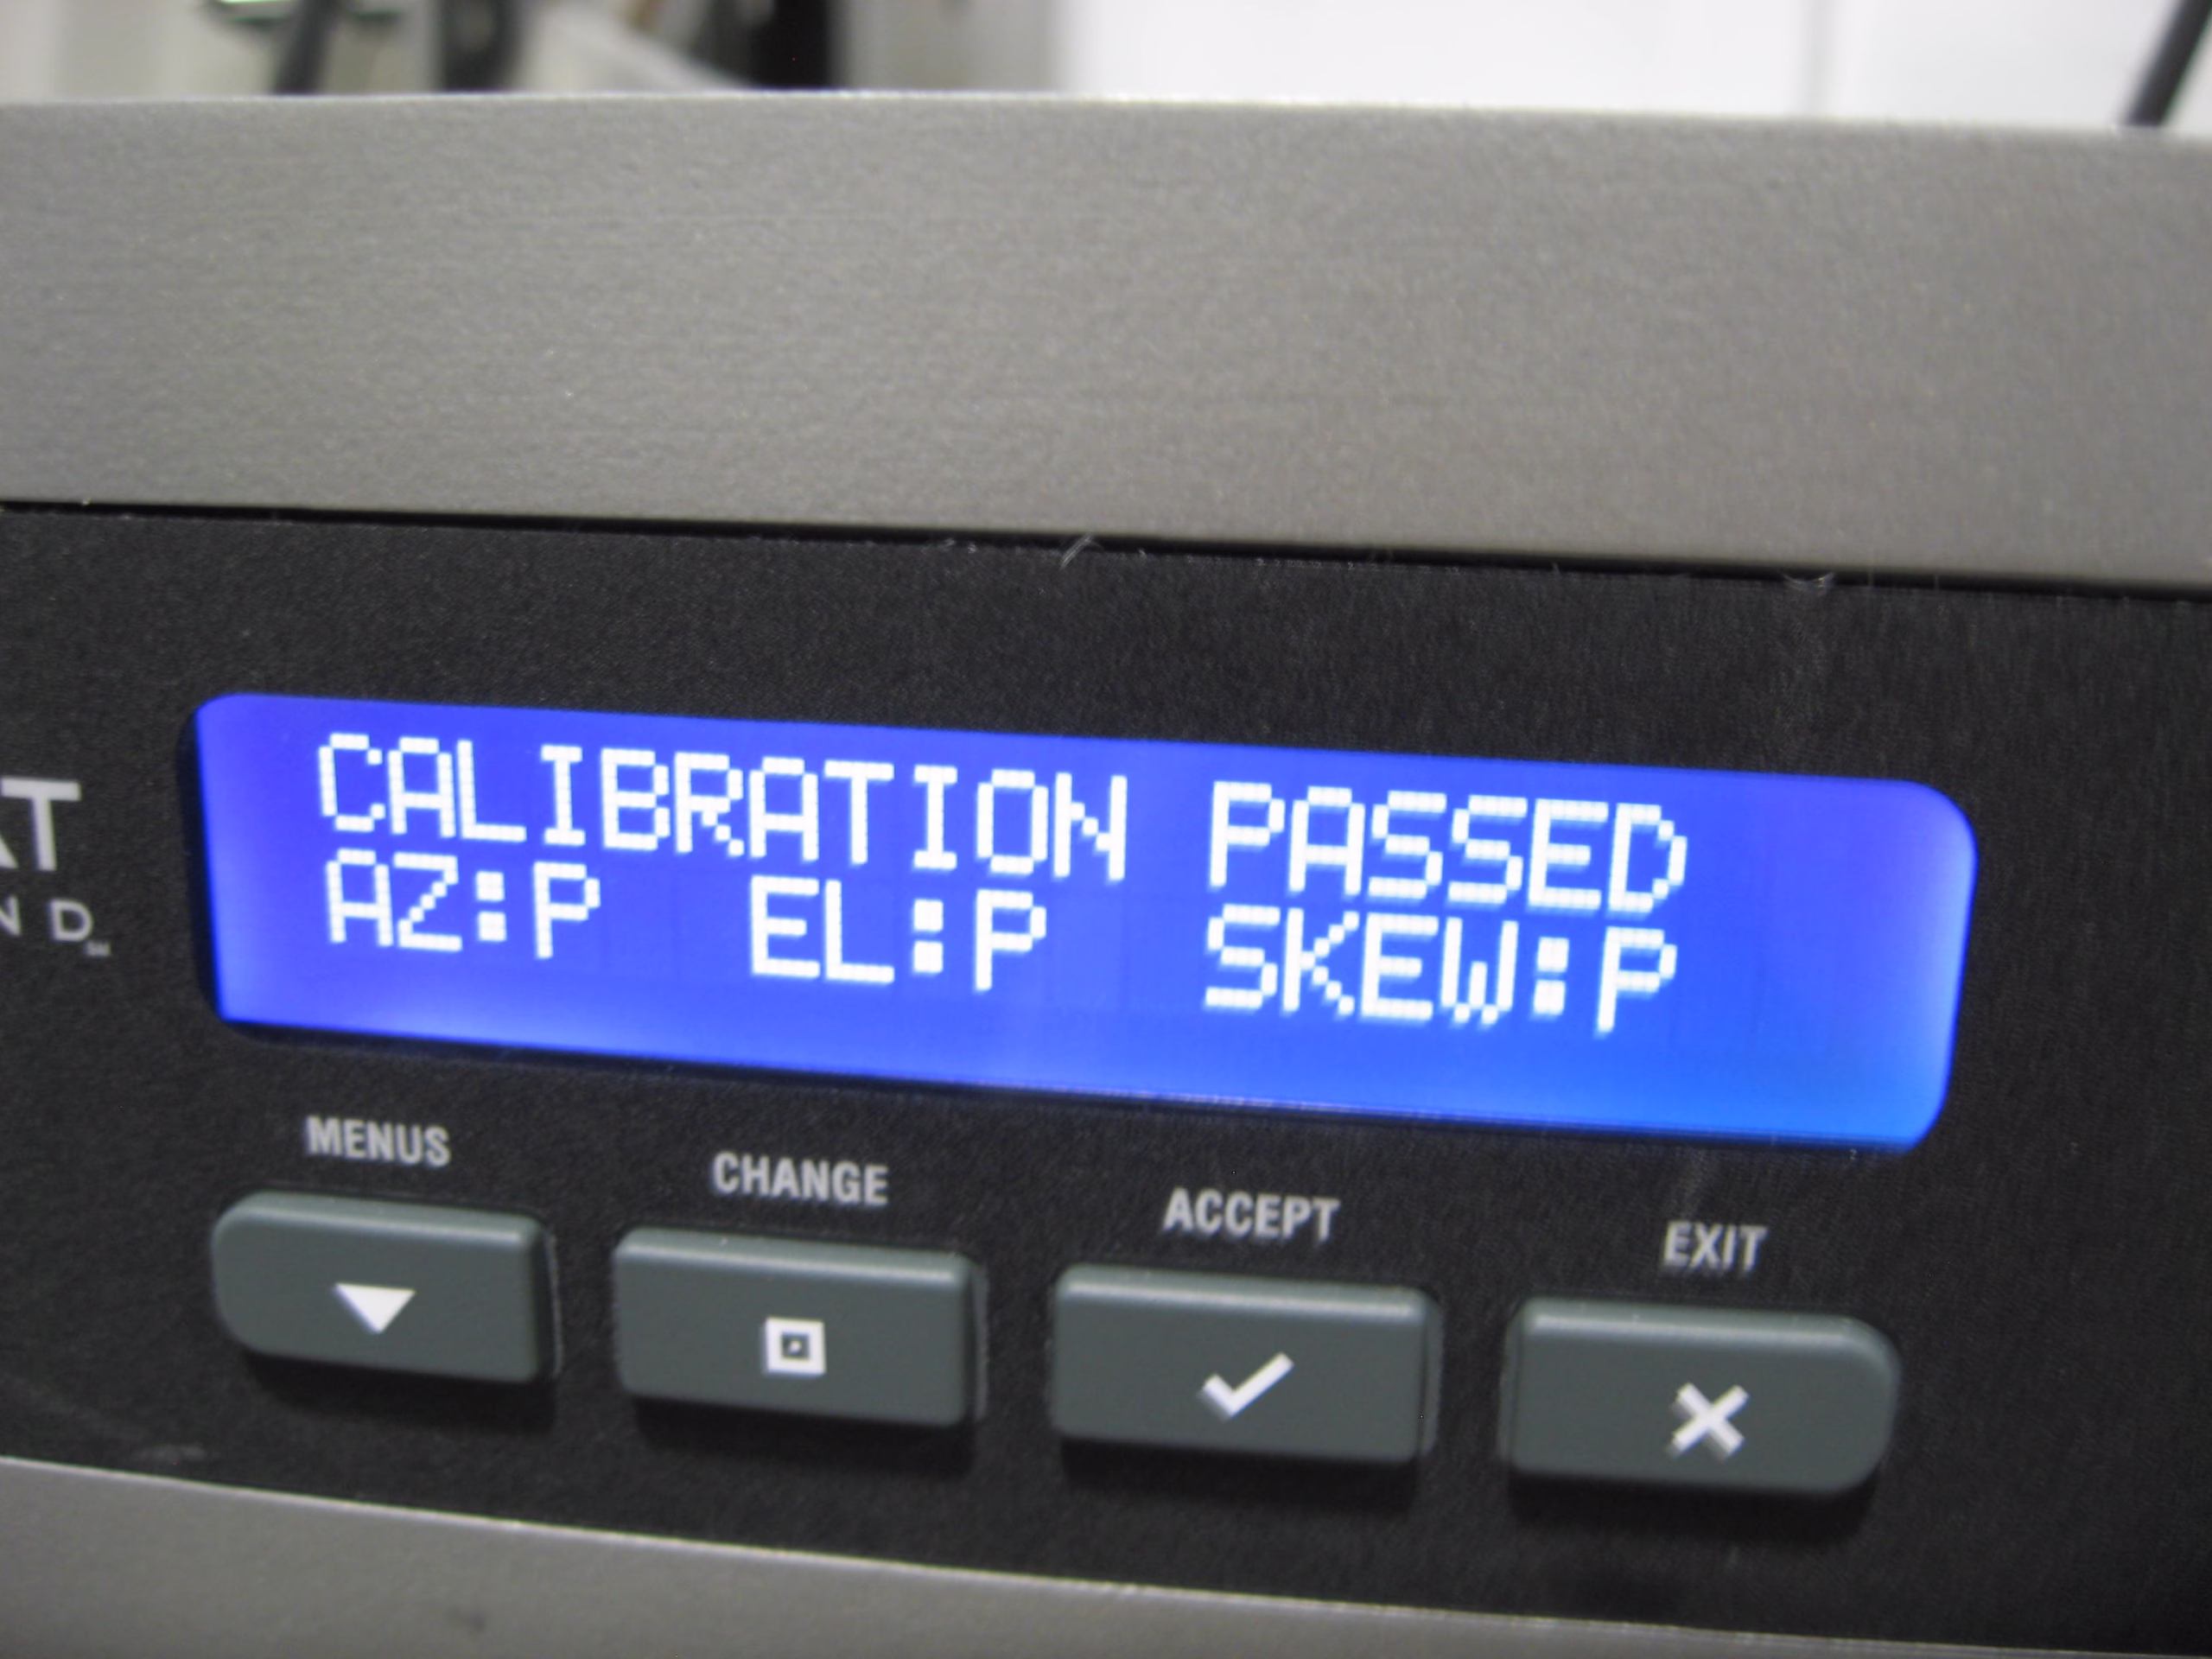 CALIBRATION PASSED
AZ:P EL:P SKEW:P
MENUS CHANGE ACCEPT EXIT